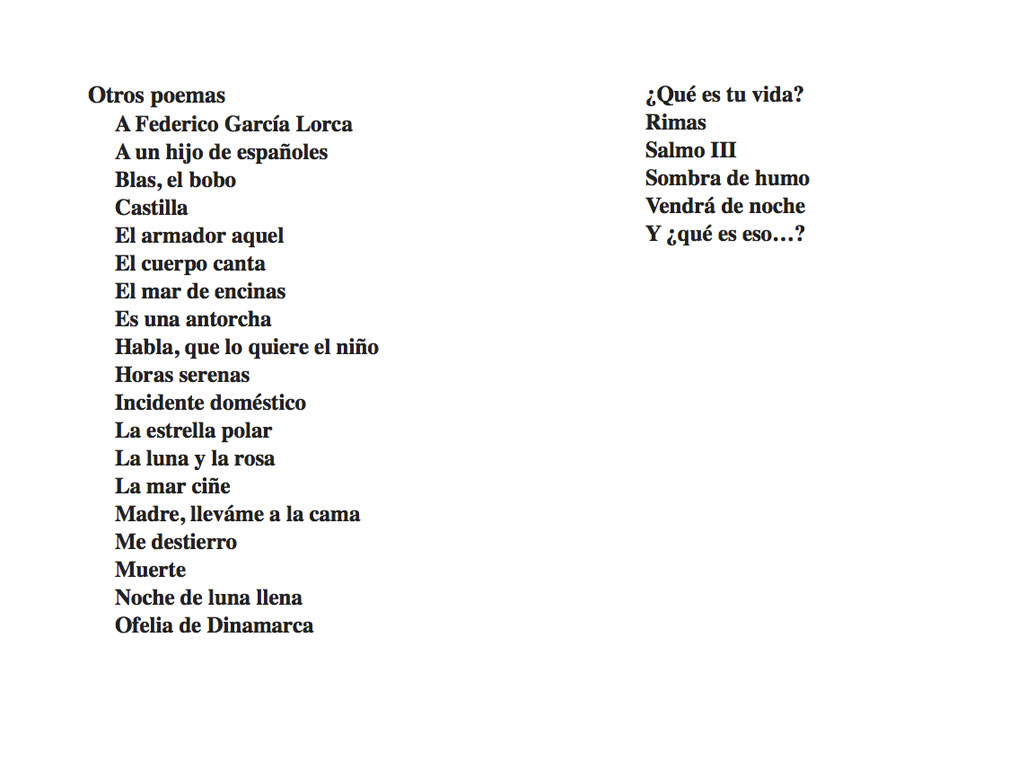 Otros poemas
A Federico García Lorca
A un hijo de españoles
Blas, el bobo
Castilla
El armador aquel
El cuerpo canta
El mar de encinas
Es una antorcha
Habla, que lo quiere el niño
Horas serenas
Incidente doméstico
La estrella polar
La luna y la rosa
La mar ciñe
Madre, lleváme a la cama
Me destierro
Muerte
Noche de luna llena
Ofelia de Dinamarca
¿Qué es tu vida?
Rimas
Salmo III
Sombra de humo
Vendrá de noche
Y ¿qué es eso…?